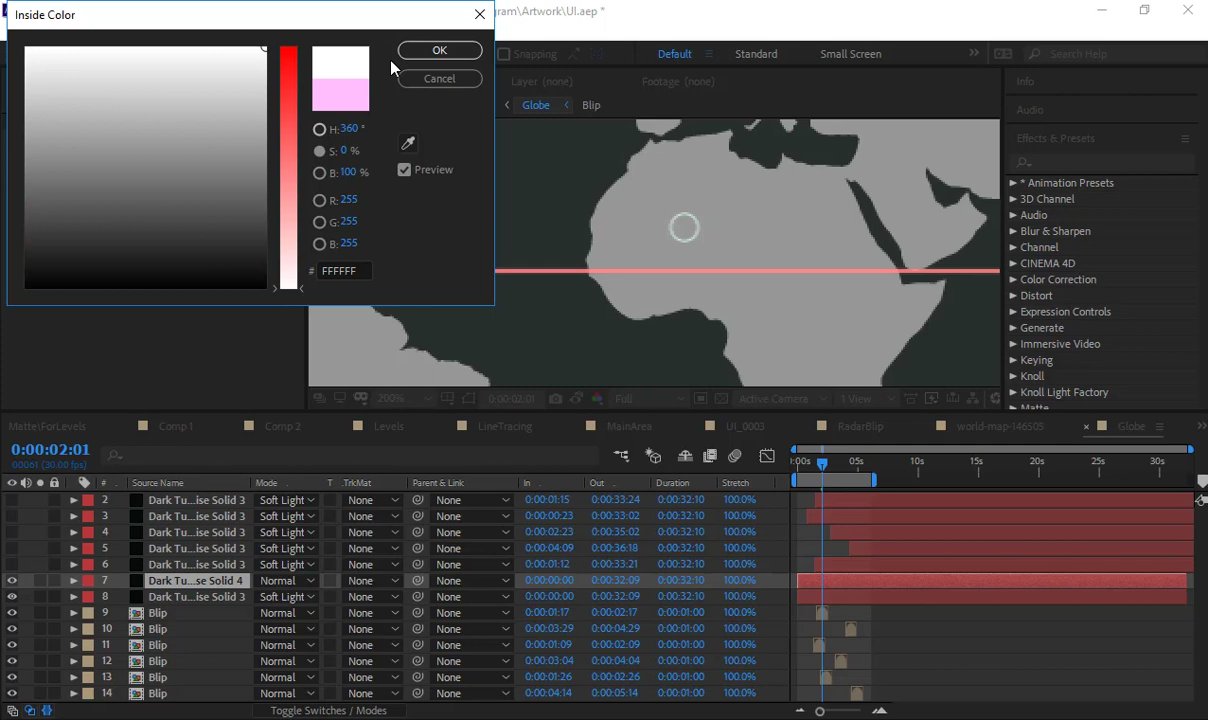 Inside Color
gram\Artwork\UI.aep *
OK
Cancel
H: 360 °
S: 0 %
B: 100 %
Preview
R: 255
G: 255
B: 255
# FFFFFF
Snapping
Default
Standard
Small Screen
Search Help
Layer (none)
Footage (none)
Globe
Blip
Info
Audio
Effects & Presets
* Animation Presets
3D Channel
Audio
Blur & Sharpen
Channel
CINEMA 4D
Color Correction
Distort
Expression Controls
Generate
Immersive Video
Keying
Knoll
Knoll Light Factory
Matte
200%
0:00:02:01
Full
Active Camera
1 View
MattesForLevels
Comp 1
Comp 2
Levels
LineTracing
MainArea
UI_0003
RadarBlip
world-map-146505
Globe
0:00:02:01
00061 (30.00 fps)
:00s 05s 10s 15s 20s 25s 30s
# Source Name Mode T .TrkMat Parent & Link In Out Duration Stretch
2 Dark Tu...ise Solid 3 Soft Light None None 0:00:01:15 0:00:33:24 0:00:32:10 100.0%
3 Dark Tu...ise Solid 3 Soft Light None None 0:00:00:23 0:00:33:02 0:00:32:10 100.0%
4 Dark Tu...ise Solid 3 Soft Light None None 0:00:02:23 0:00:35:02 0:00:32:10 100.0%
5 Dark Tu...ise Solid 3 Soft Light None None 0:00:04:09 0:00:36:18 0:00:32:10 100.0%
6 Dark Tu...ise Solid 3 Soft Light None None 0:00:01:12 0:00:33:21 0:00:32:10 100.0%
7 Dark Tu...se Solid 4 Normal None None 0:00:00:00 0:00:32:09 0:00:32:10 100.0%
8 Dark Tu...ise Solid 3 Soft Light None None 0:00:00:00 0:00:32:09 0:00:32:10 100.0%
9 Blip Normal None None 0:00:01:17 0:00:02:17 0:00:01:00 100.0%
10 Blip Normal None None 0:00:03:29 0:00:04:29 0:00:01:00 100.0%
11 Blip Normal None None 0:00:01:09 0:00:02:09 0:00:01:00 100.0%
12 Blip Normal None None 0:00:03:04 0:00:04:04 0:00:01:00 100.0%
13 Blip Normal None None 0:00:01:26 0:00:02:26 0:00:01:00 100.0%
14 Blip Normal None None 0:00:04:14 0:00:05:14 0:00:01:00 100.0%
Toggle Switches / Modes